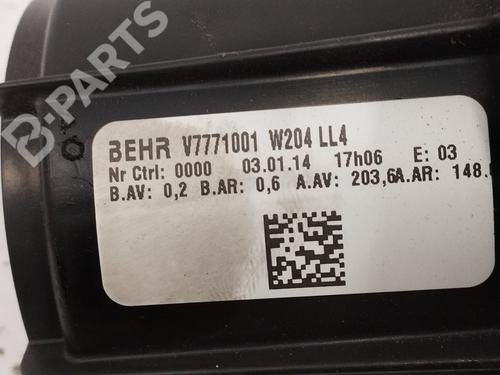 B-PARTS
BEHR V7771001 W204 LL4
Nr Ctrl: 0000 03.01.14 17h06 E: 03
B.AV: 0,2 B.AR: 0,6 A.AV: 203,6A.AR: 148.